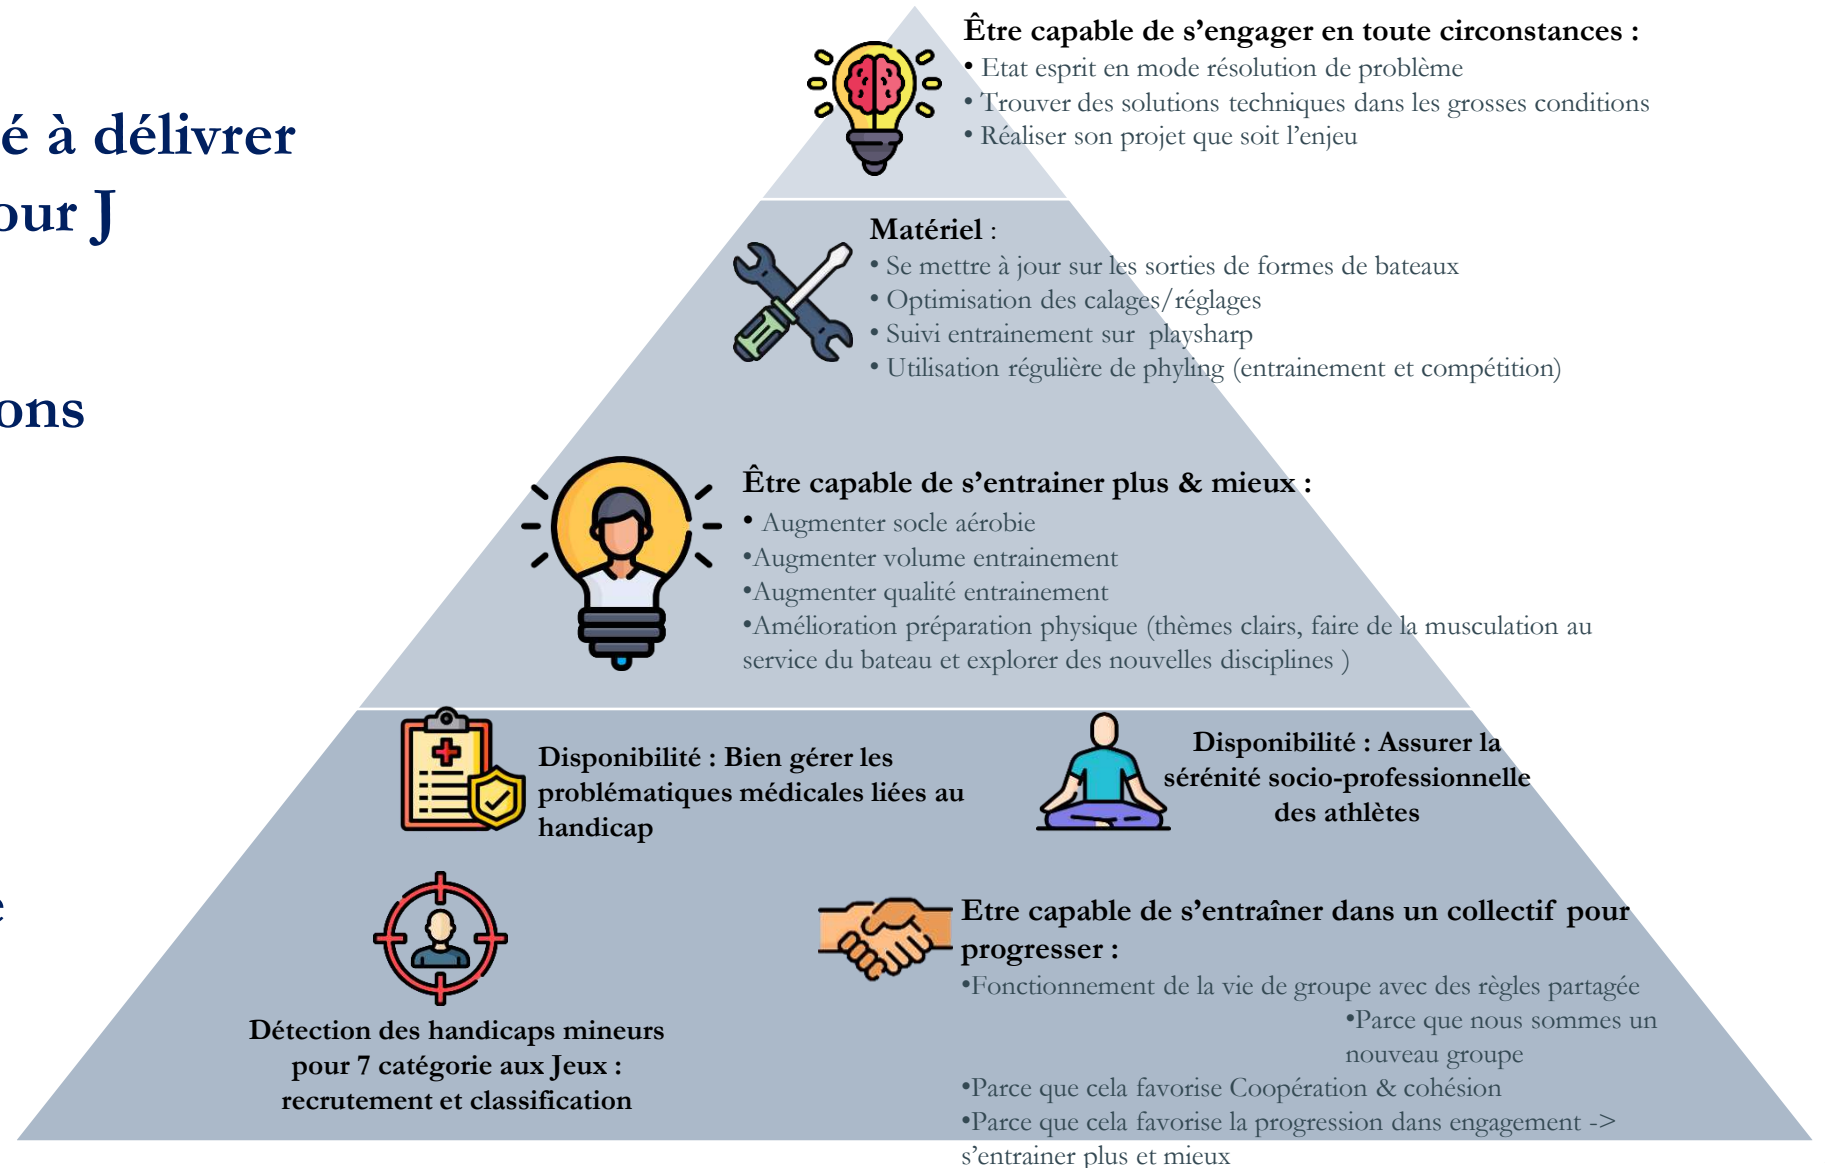 é à délivrer
our J
ons
e
Être capable de s’engager en toute circonstances :
• Etat esprit en mode résolution de problème
• Trouver des solutions techniques dans les grosses conditions
• Réaliser son projet que soit l’enjeu
Matériel :
• Se mettre à jour sur les sorties de formes de bateaux
• Optimisation des calages/réglages
• Suivi entrainement sur playsharp
• Utilisation régulière de phyling (entrainement et compétition)
Être capable de s’entrainer plus & mieux :
• Augmenter socle aérobie
•Augmenter volume entrainement
•Augmenter qualité entrainement
•Amélioration préparation physique (thèmes clairs, faire de la musculation au
service du bateau et explorer des nouvelles disciplines )
Disponibilité : Bien gérer les
problématiques médicales liées au
handicap
Disponibilité : Assurer la
sérénité socio-professionnelle
des athlètes
Détection des handicaps mineurs
pour 7 catégorie aux Jeux :
recrutement et classification
Etre capable de s’entraîner dans un collectif pour
progresser :
•Fonctionnement de la vie de groupe avec des règles partagée
•Parce que nous sommes un
nouveau groupe
•Parce que cela favorise Coopération & cohésion
•Parce que cela favorise la progression dans engagement ->
s’entrainer plus et mieux